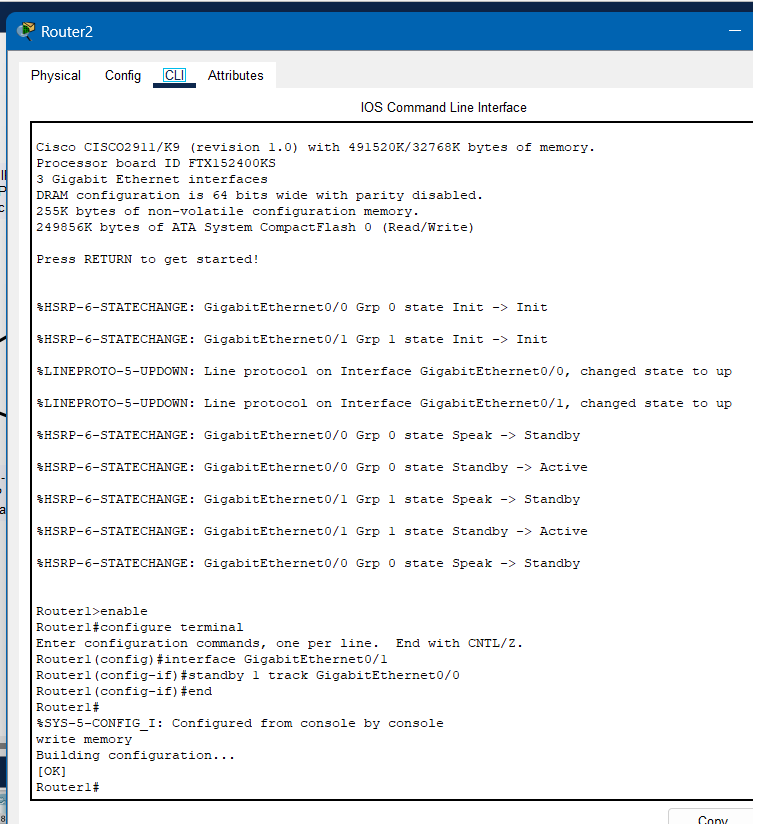 Router2
Physical Config CLI Attributes
IOS Command Line Interface
Cisco CISCO2911/K9 (revision 1.0) with 491520K/32768K bytes of memory.
Processor board ID FTX152400KS
3 Gigabit Ethernet interfaces
DRAM configuration is 64 bits wide with parity disabled.
255K bytes of non-volatile configuration memory.
249856K bytes of ATA System CompactFlash 0 (Read/Write)
Press RETURN to get started!
%HSRP-6-STATECHANGE: GigabitEthernet0/0 Grp 0 state Init -> Init
%HSRP-6-STATECHANGE: GigabitEthernet0/1 Grp 1 state Init -> Init
%LINEPROTO-5-UPDOWN: Line protocol on Interface GigabitEthernet0/0, changed state to up
%LINEPROTO-5-UPDOWN: Line protocol on Interface GigabitEthernet0/1, changed state to up
%HSRP-6-STATECHANGE: GigabitEthernet0/0 Grp 0 state Speak -> Standby
%HSRP-6-STATECHANGE: GigabitEthernet0/0 Grp 0 state Standby -> Active
%HSRP-6-STATECHANGE: GigabitEthernet0/1 Grp 1 state Speak -> Standby
%HSRP-6-STATECHANGE: GigabitEthernet0/1 Grp 1 state Standby -> Active
%HSRP-6-STATECHANGE: GigabitEthernet0/0 Grp 0 state Speak -> Standby
Router1>enable
Router1#configure terminal
Enter configuration commands, one per line.  End with CNTL/Z.
Router1(config)#interface GigabitEthernet0/1
Router1(config-if)#standby 1 track GigabitEthernet0/0
Router1(config-if)#end
Router1#
%SYS-5-CONFIG_I: Configured from console by console
write memory
Building configuration...
[OK]
Router1#
Copy